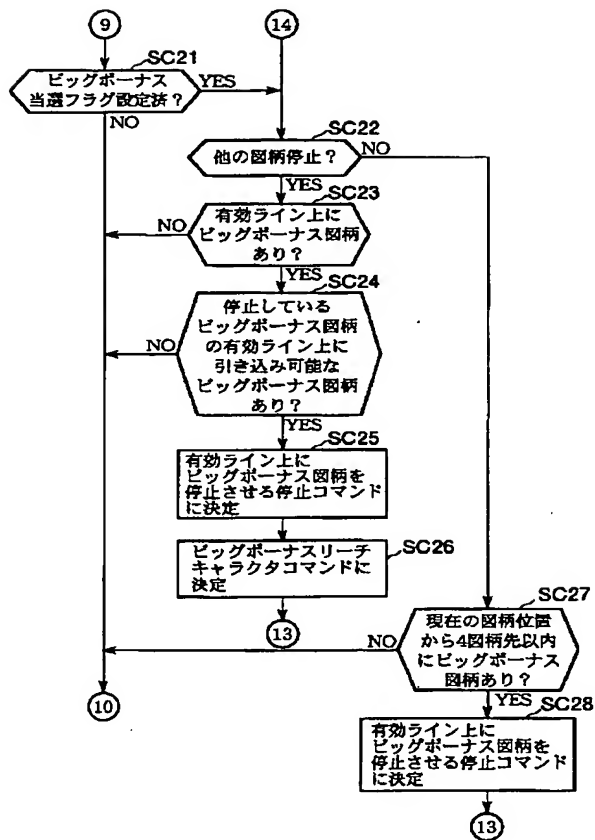 9
14
SC21
ビッグボーナス
当選フラグ設定済?
YES
NO
SC22
他の図柄停止?
NO
YES
SC23
有効ライン上に
ビッグボーナス図柄
あり?
NO
YES
SC24
停止している
ビッグボーナス図柄
の有効ライン上に
引き込み可能な
ビッグボーナス図柄
あり?
NO
YES
SC25
有効ライン上に
ビッグボーナス図柄を
停止させる停止コマンド
に決定
SC26
ビッグボーナスリーチ
キャラクタコマンドに
決定
13
SC27
現在の図柄位置
から4図柄先以内
にビッグボーナス
図柄あり?
NO
YES
10
SC28
有効ライン上に
ビッグボーナス図柄を
停止させる停止コマンド
に決定
13